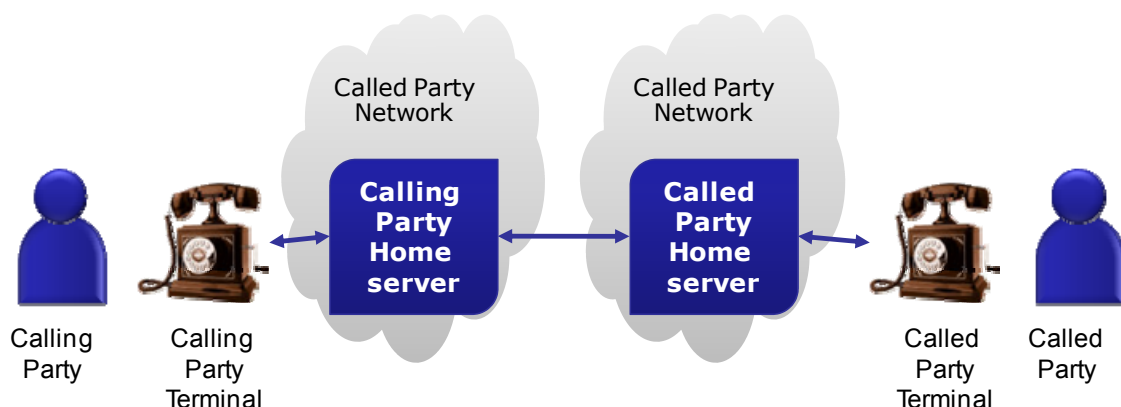 Called Party
Network
Called Party
Network
Calling
Party
Home
server
Called
Party
Home
server
Calling
Party
Calling
Party
Terminal
Called
Party
Terminal
Called
Party